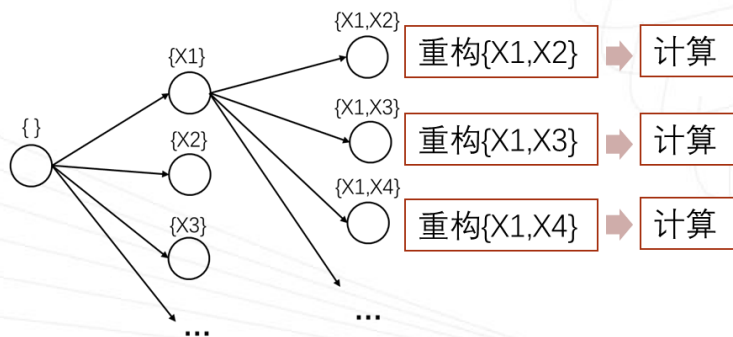 {X1,X2}
重构{X1,X2}
计算
{X1}
{X1,X3}
重构{X1,X3}
计算
{ }
{X2}
{X1,X4}
重构{X1,X4}
计算
{X3}
...
...